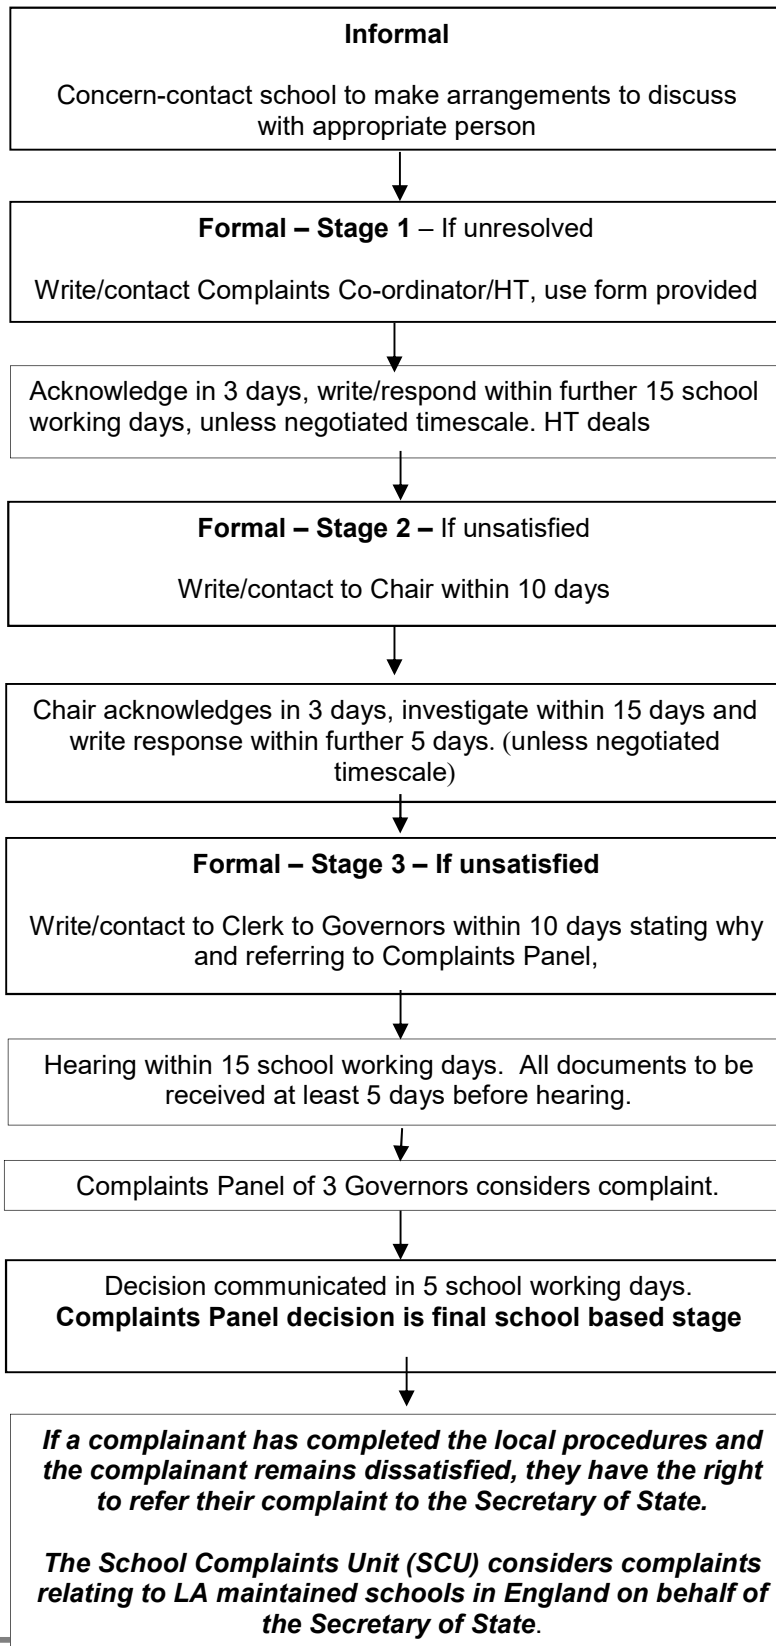 Informal
Concern-contact school to make arrangements to discuss
with appropriate person
Formal – Stage 1 – If unresolved
Write/contact Complaints Co-ordinator/HT, use form provided
Acknowledge in 3 days, write/respond within further 15 school
working days, unless negotiated timescale. HT deals
Formal – Stage 2 – If unsatisfied
Write/contact to Chair within 10 days
Chair acknowledges in 3 days, investigate within 15 days and
write response within further 5 days. (unless negotiated
timescale)
Formal – Stage 3 – If unsatisfied
Write/contact to Clerk to Governors within 10 days stating why
and referring to Complaints Panel,
Hearing within 15 school working days.  All documents to be
received at least 5 days before hearing.
Complaints Panel of 3 Governors considers complaint.
Decision communicated in 5 school working days.
Complaints Panel decision is final school based stage
If a complainant has completed the local procedures and
the complainant remains dissatisfied, they have the right
to refer their complaint to the Secretary of State.
The School Complaints Unit (SCU) considers complaints
relating to LA maintained schools in England on behalf of
the Secretary of State.